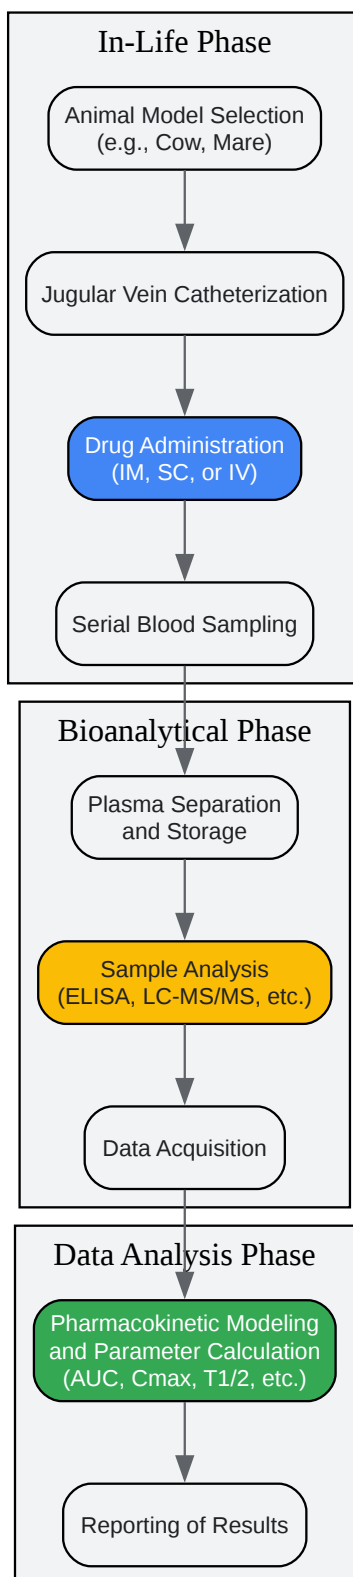 In-Life Phase
Animal Model Selection
(e.g., Cow, Mare)
Jugular Vein Catheterization
Drug Administration
(IM, SC, or IV)
Serial Blood Sampling
Bioanalytical Phase
Plasma Separation
and Storage
Sample Analysis
(ELISA, LC-MS/MS, etc.)
Data Acquisition
Data Analysis Phase
Pharmacokinetic Modeling
and Parameter Calculation
(AUC, Cmax, T1/2, etc.)
Reporting of Results